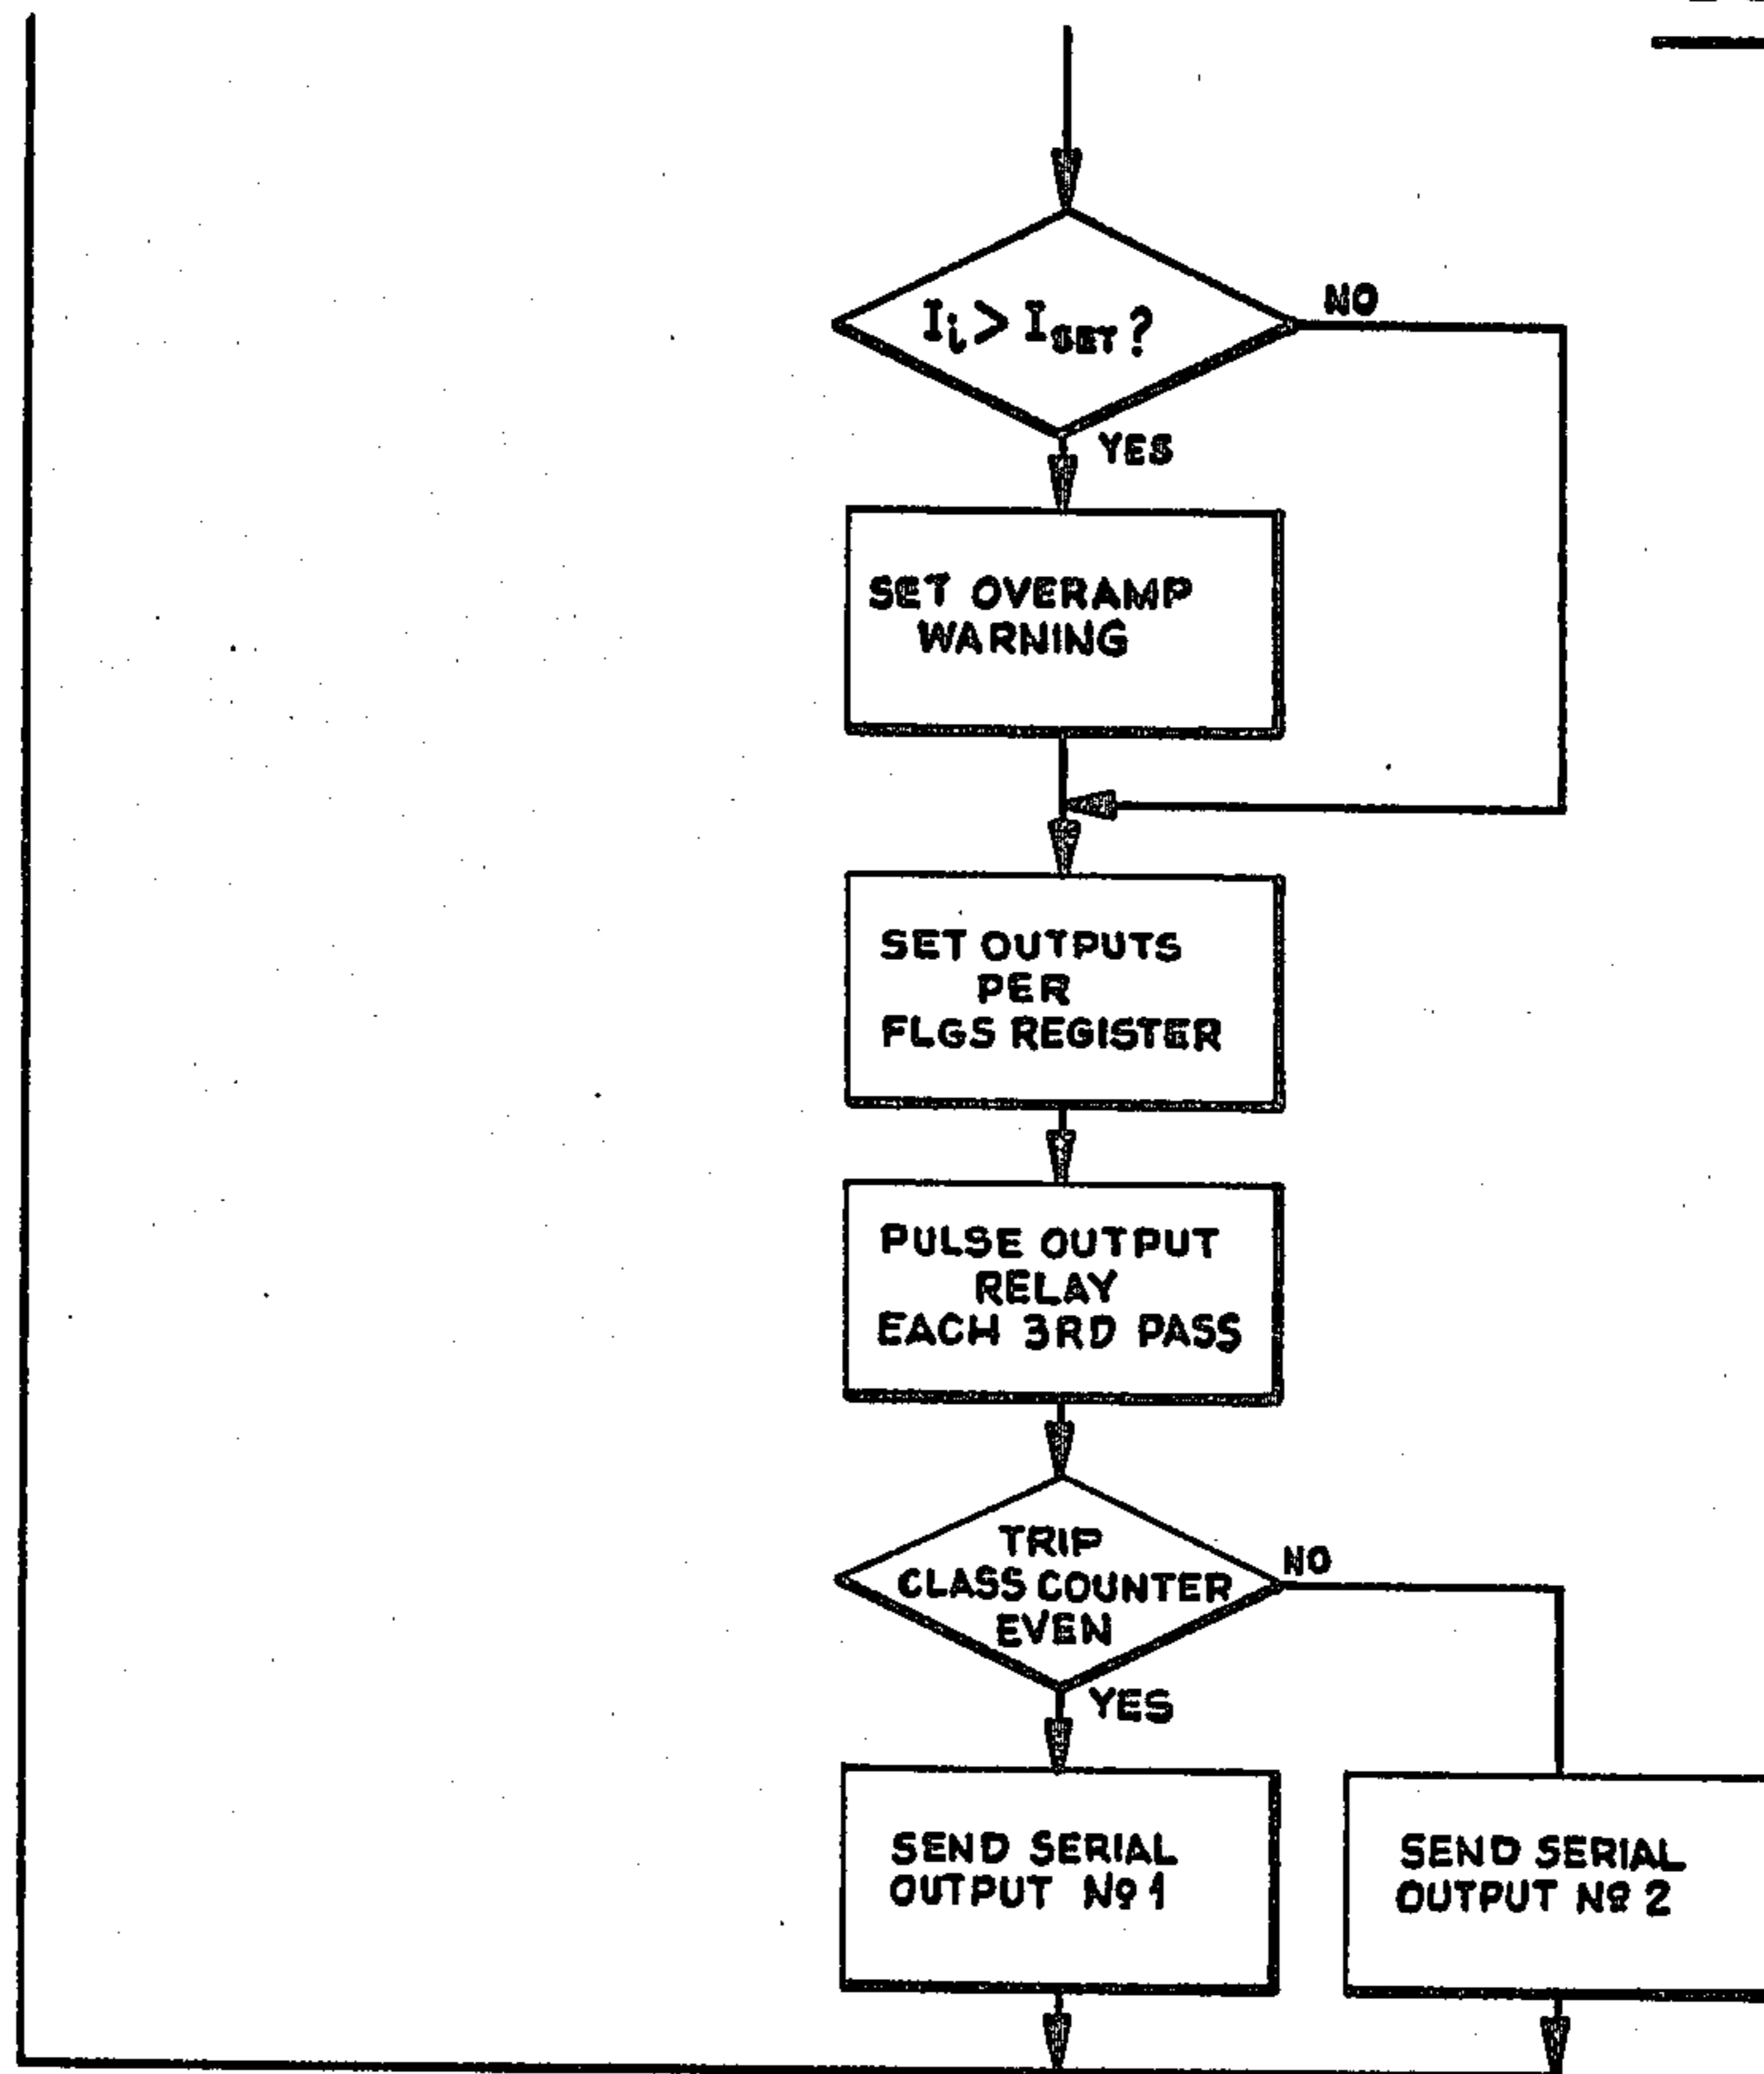 Ii > ISET ?
NO
YES
SET OVERAMP
WARNING
SET OUTPUTS
PER
FLGS REGISTER
PULSE OUTPUT
RELAY
EACH 3RD PASS
TRIP
CLASS COUNTER
EVEN
NO
YES
SEND SERIAL
OUTPUT Nº 1
SEND SERIAL
OUTPUT Nº 2